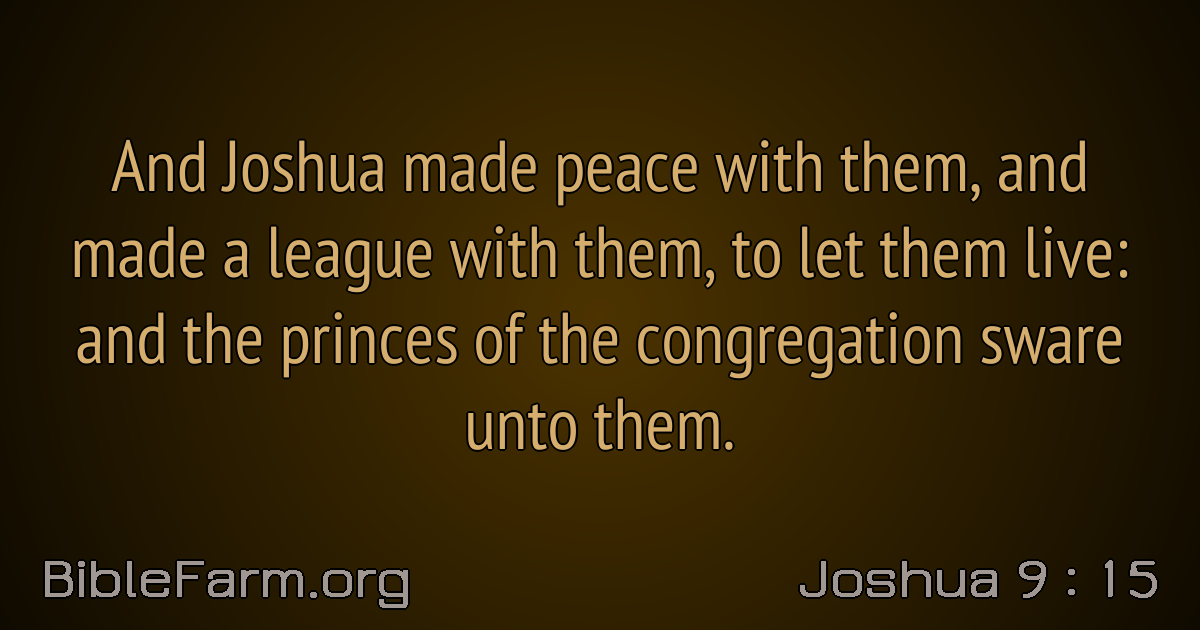 And Joshua made peace with them, and
made a league with them, to let them live:
and the princes of the congregation sware
unto them.
BibleFarm.org
Joshua 9 : 15